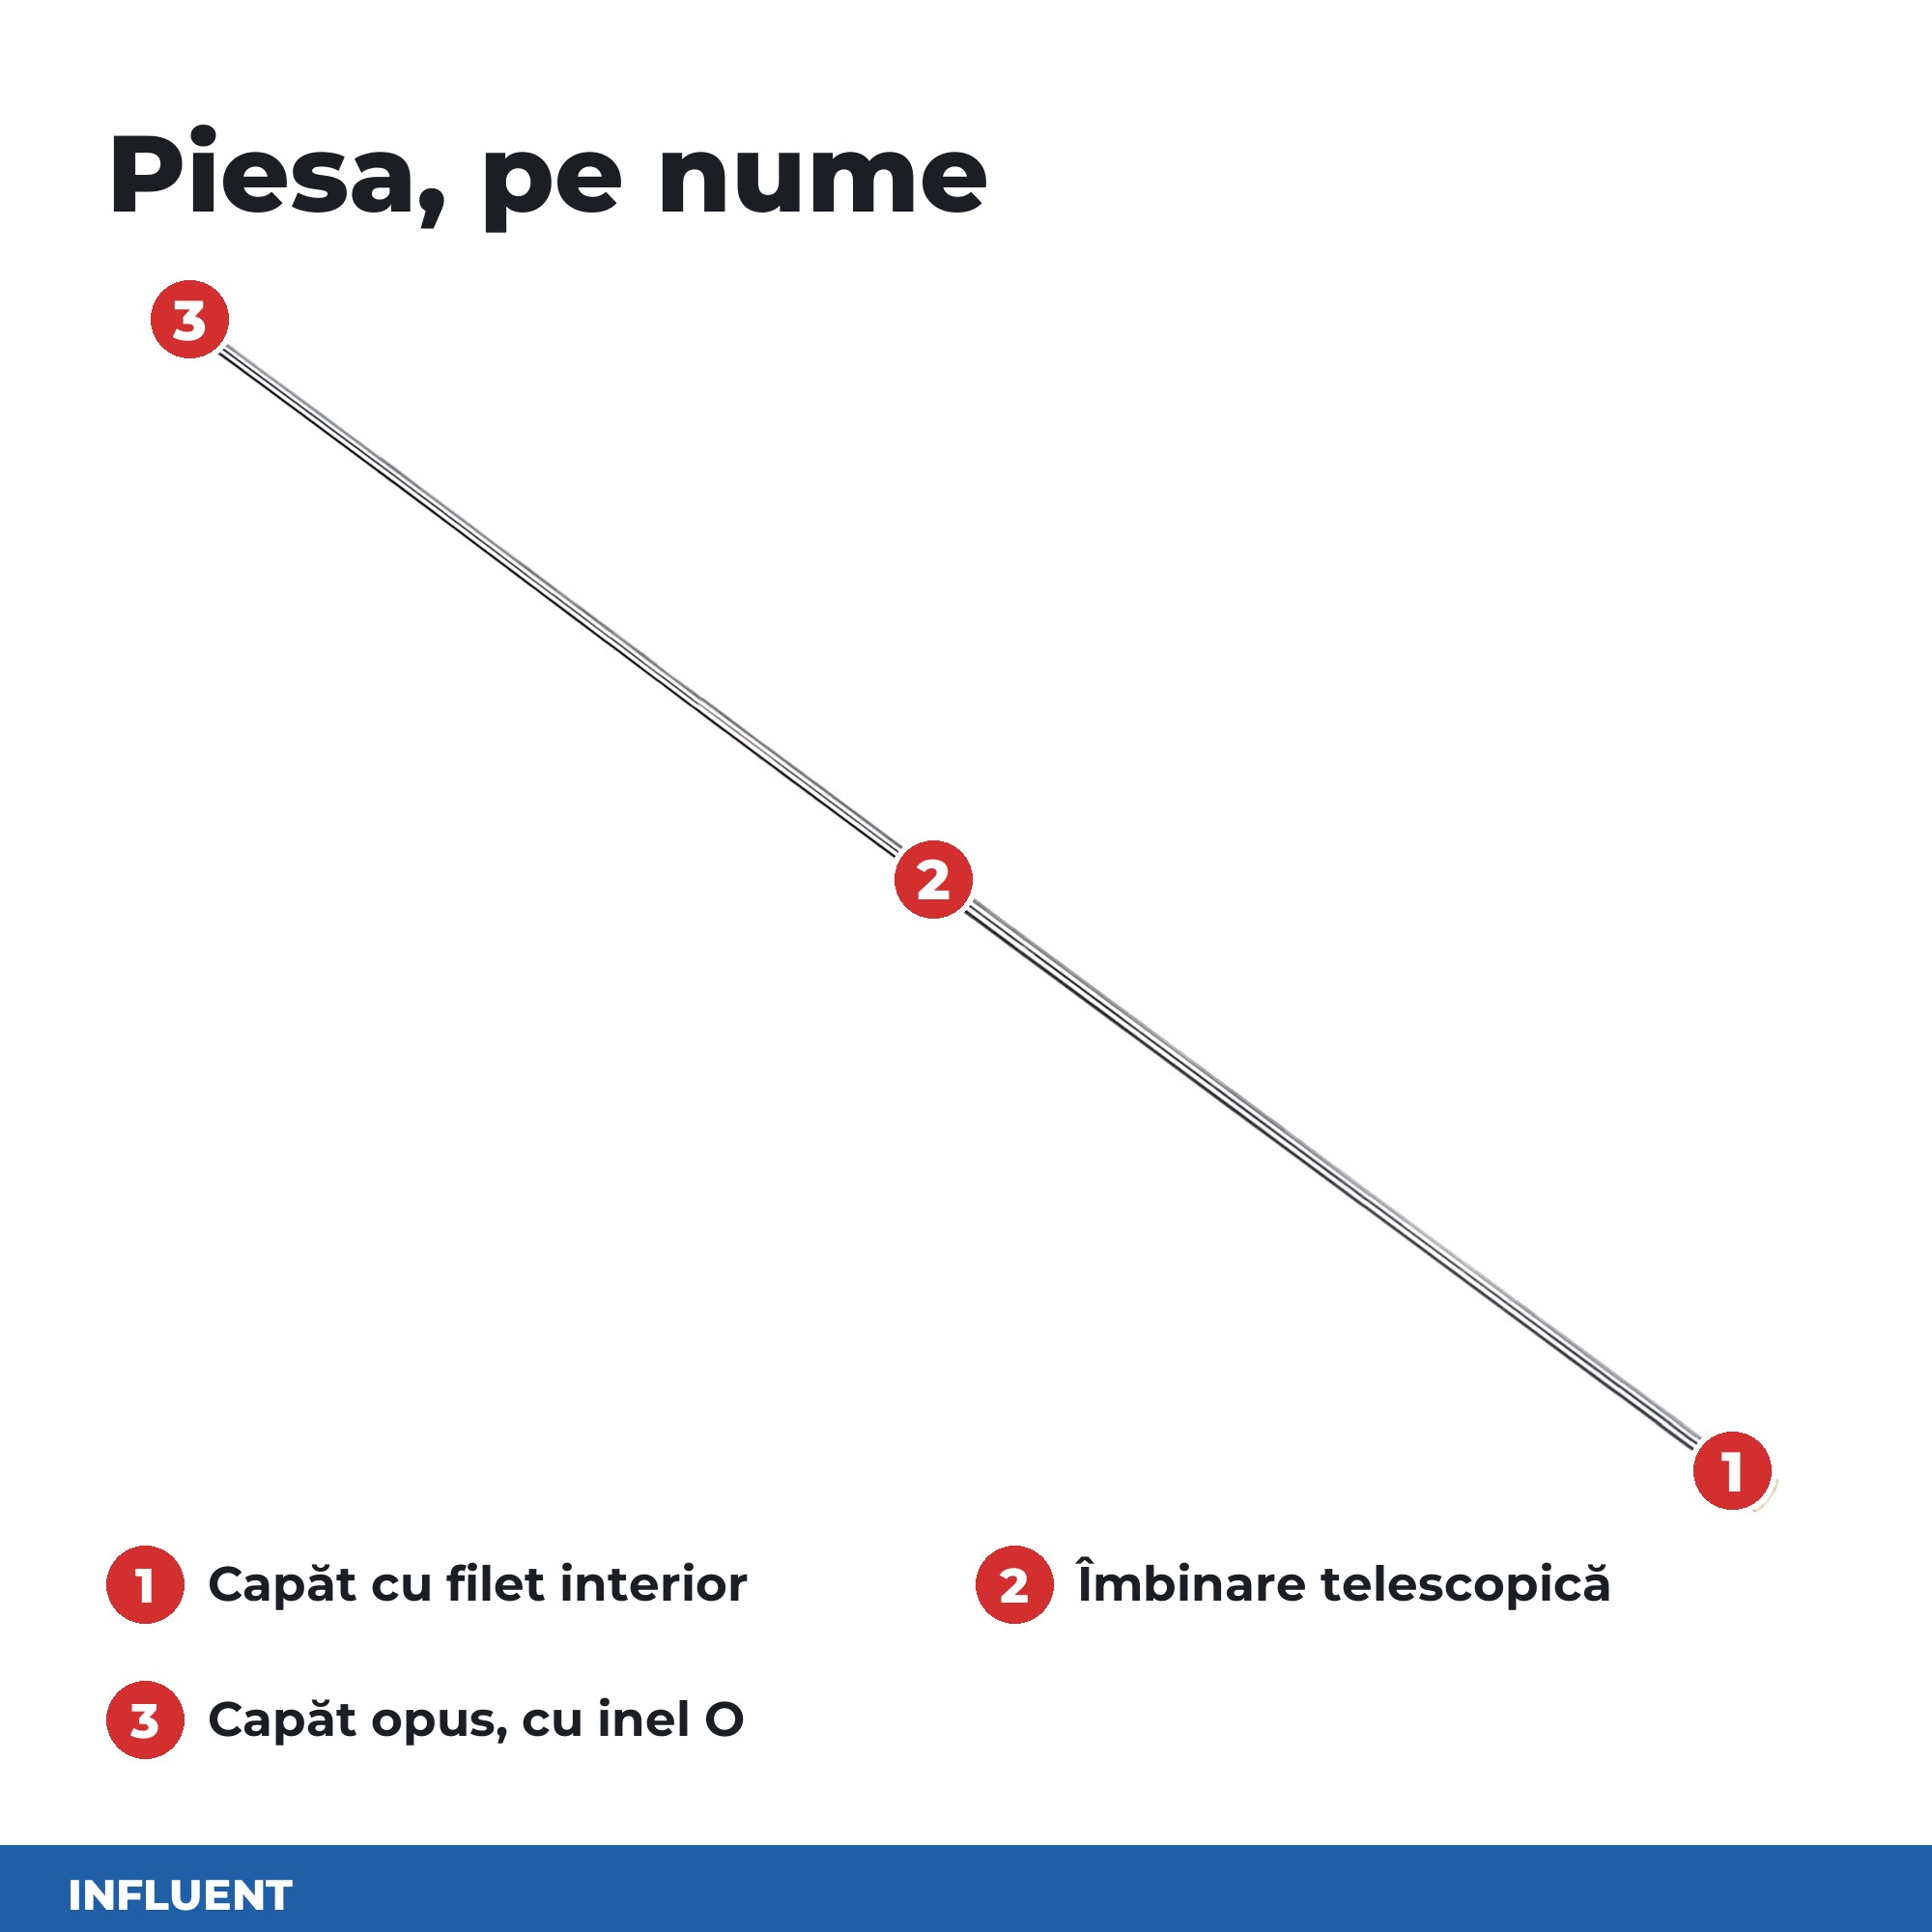 Piesa, pe nume
3
2
1
1 Capăt cu filet interior
2 Îmbinare telescopică
3 Capăt opus, cu inel O
INFLUENT